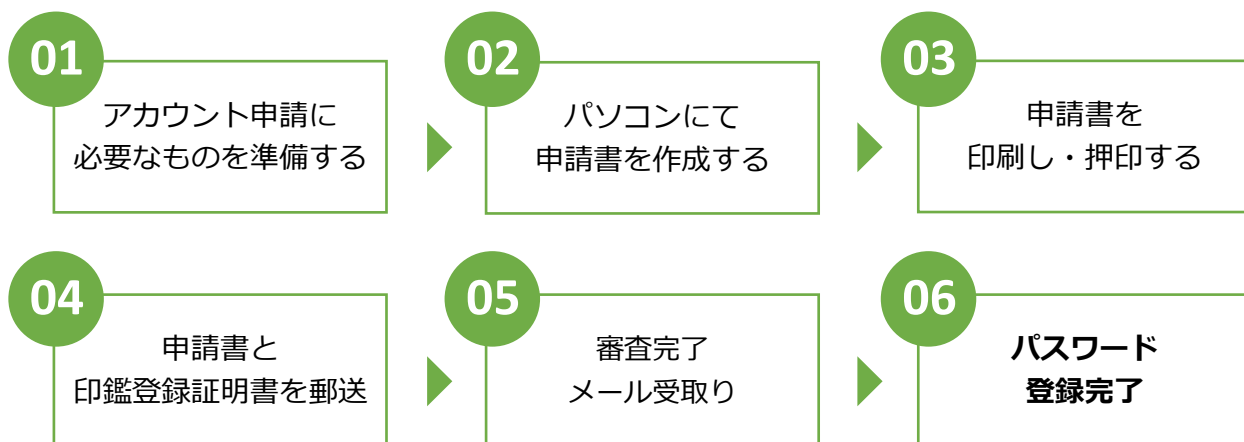 01
アカウント申請に
必要なものを準備する
02
パソコンにて
申請書を作成する
03
申請書を
印刷し・押印する
04
申請書と
印鑑登録証明書を郵送
05
審査完了
メール受取り
06
パスワード
登録完了